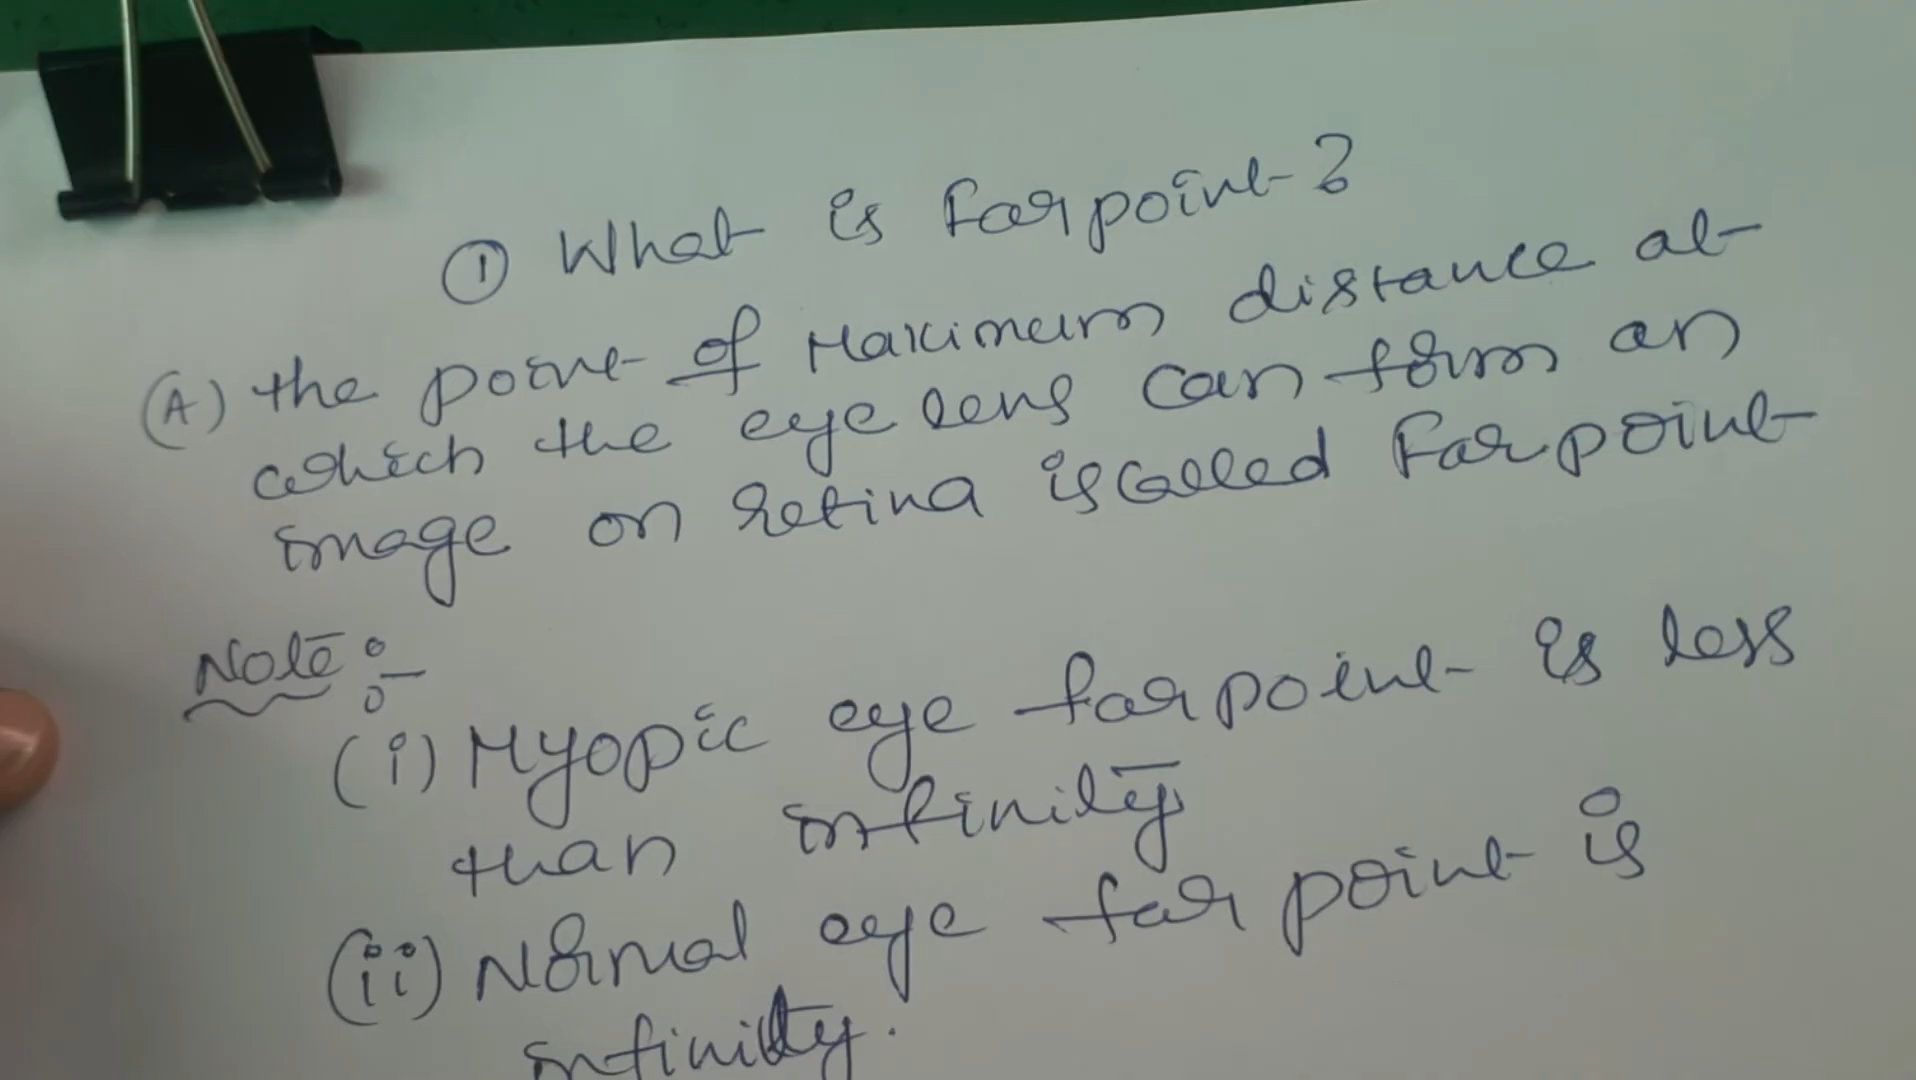 ① What is Far point?
(A) the point of Maximum distance at
which the eye lens can form an
image on retina is called Far point
Note :-
(i) Myopic eye far point is less
than infinity
(ii) Normal eye far point is
infinity.